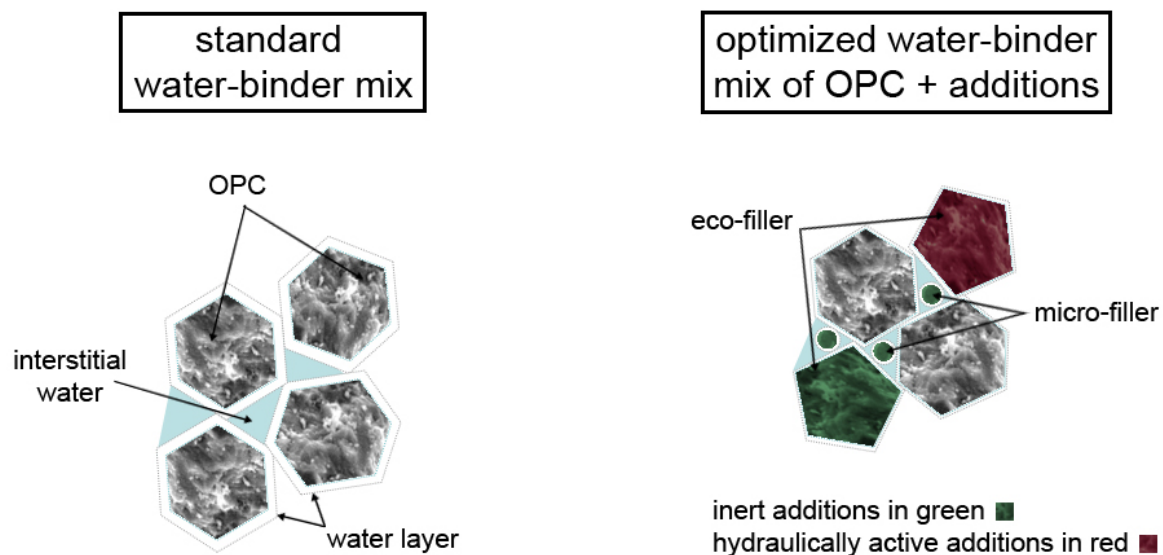 standard
water-binder mix
optimized water-binder
mix of OPC + additions
OPC
interstitial
water
water layer
eco-filler
micro-filler
inert additions in green
hydraulically active additions in red